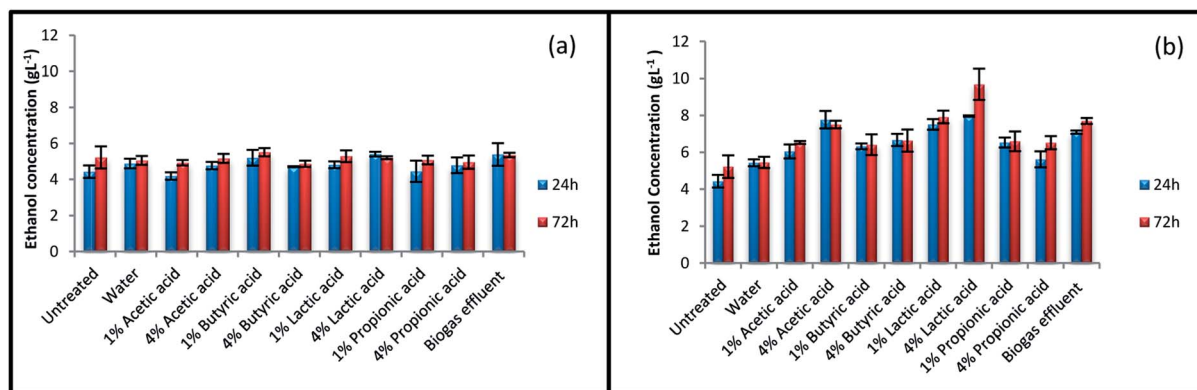 (a)
Ethanol concentration (gL⁻¹)
12
10
8
6
4
2
0
Untreated
Water
1% Acetic acid
4% Acetic acid
1% Butyric acid
4% Butyric acid
1% Lactic acid
4% Lactic acid
1% Propionic acid
4% Propionic acid
Biogas effluent
24h
72h
(b)
Ethanol Concentration (gL⁻¹ )
12
10
8
6
4
2
0
Untreated
Water
1% Acetic acid
4% Acetic acid
1% Butyric acid
4% Butyric acid
1% Lactic acid
4% Lactic acid
1% Propionic acid
4% Propionic acid
Biogas effluent
24h
72h